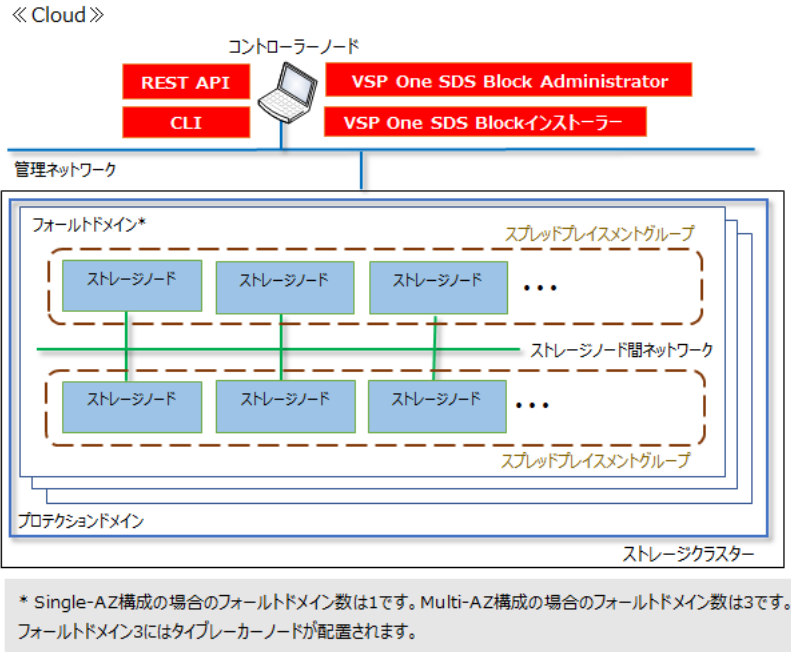 ≪Cloud≫
コントローラーノード
REST API
VSP One SDS Block Administrator
CLI
VSP One SDS Blockインストーラー
管理ネットワーク
フォールトドメイン*
スプレッドプレイスメントグループ
ストレージノード
ストレージノード
ストレージノード
・・・
ストレージノード間ネットワーク
ストレージノード
ストレージノード
ストレージノード
・・・
スプレッドプレイスメントグループ
プロテクションドメイン
ストレージクラスター
* Single-AZ構成の場合のフォールトドメイン数は1です。Multi-AZ構成の場合のフォールトドメイン数は3です。
フォールトドメイン3にはタイブレーカーノードが配置されます。